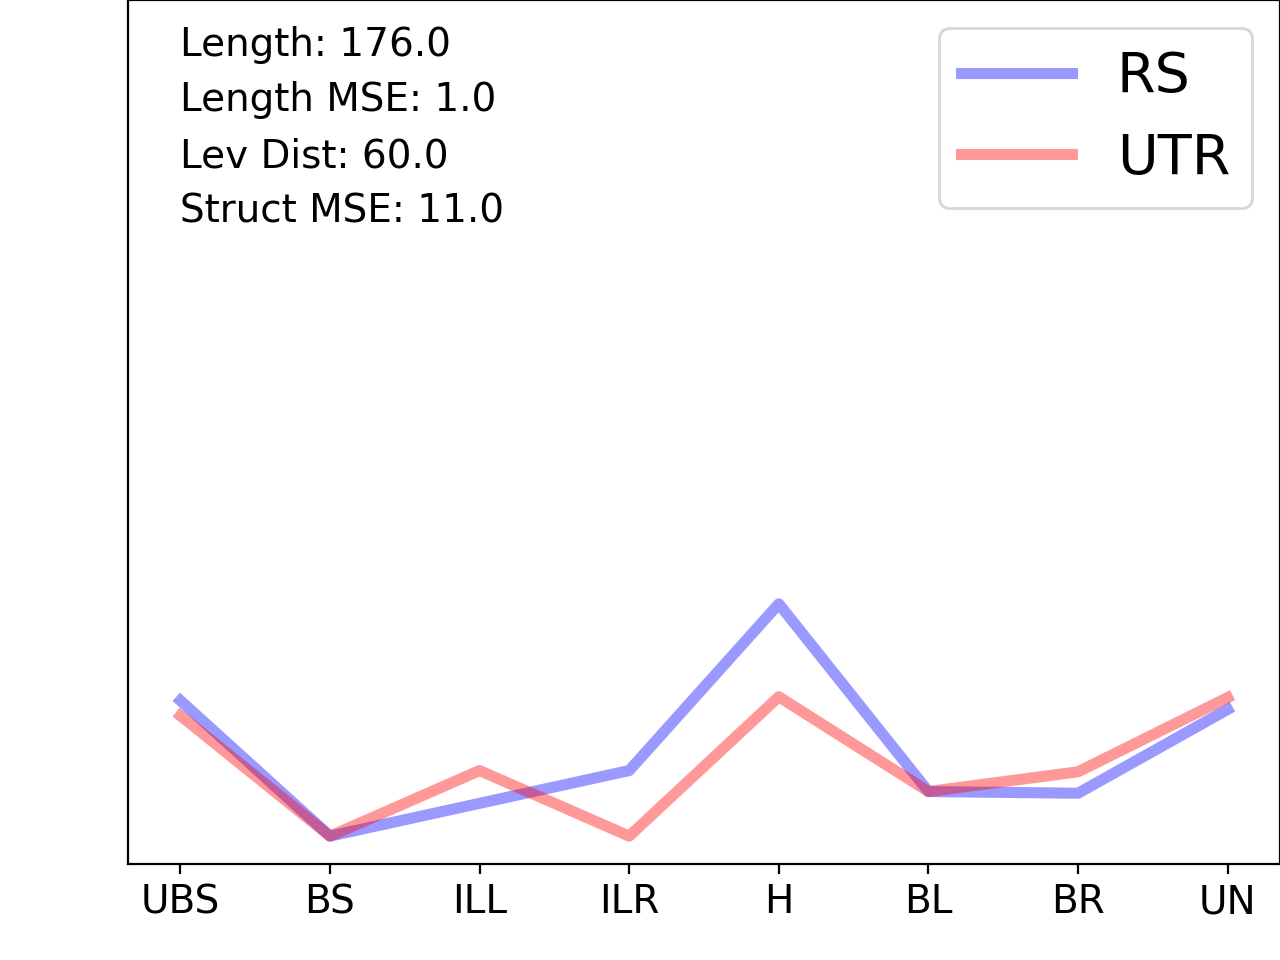 Length: 176.0
Length MSE: 1.0
Lev Dist: 60.0
Struct MSE: 11.0
RS
UTR
UBS BS ILL ILR H BL BR UN